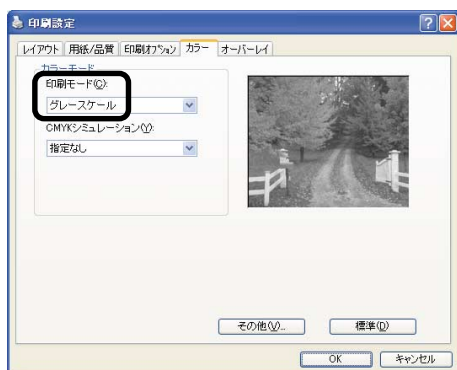 印刷設定
レイアウト 用紙/品質 印刷オプション カラー オーバーレイ
カラーモード
印刷モード(C):
グレースケール
CMYKシミュレーション(Y):
指定なし
その他(V)... 標準(D)
OK キャンセル